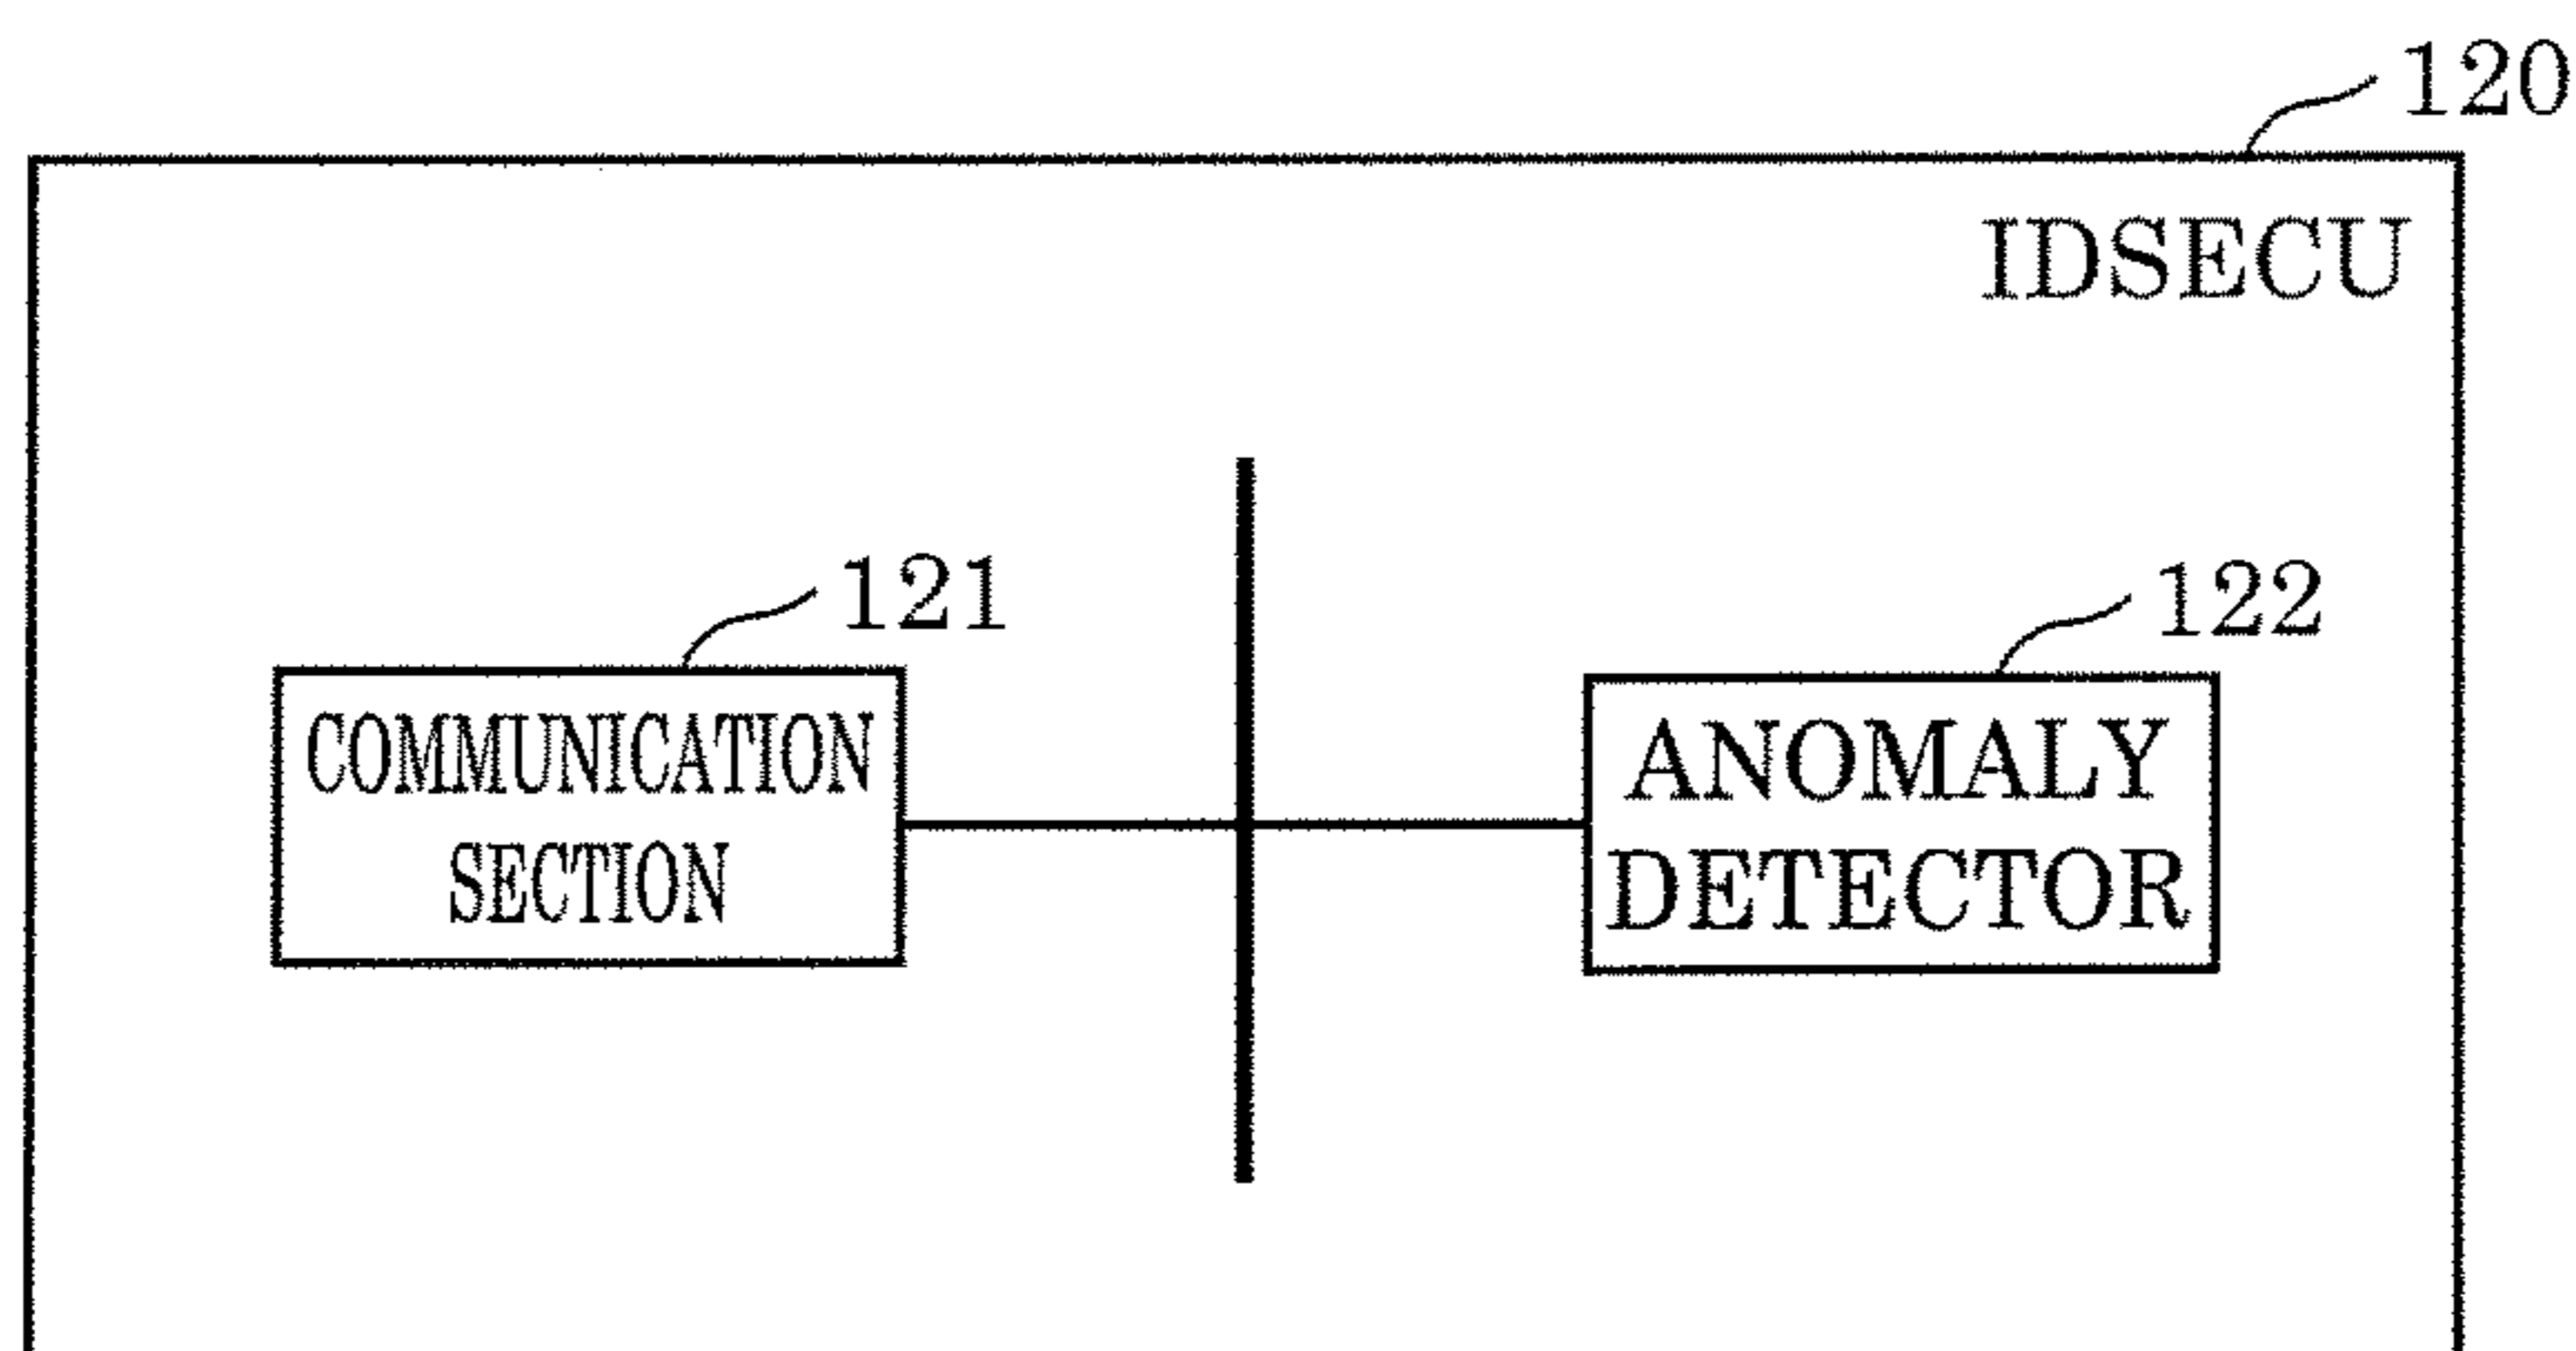 120
IDSECU
121
122
COMMUNICATION
SECTION
ANOMALY
DETECTOR